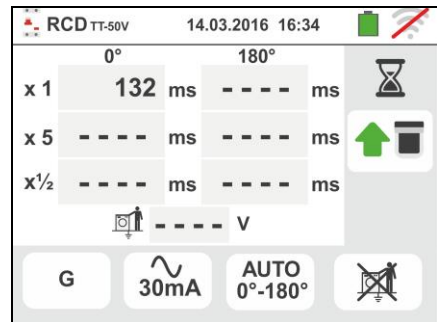 RCD TT-50V 14.03.2016 16:34
0° 180°
x 1 132 ms - - - - ms
x 5 - - - - ms - - - - ms
x½ - - - - ms - - - - ms
- - - - V
G 30mA AUTO 0°-180°